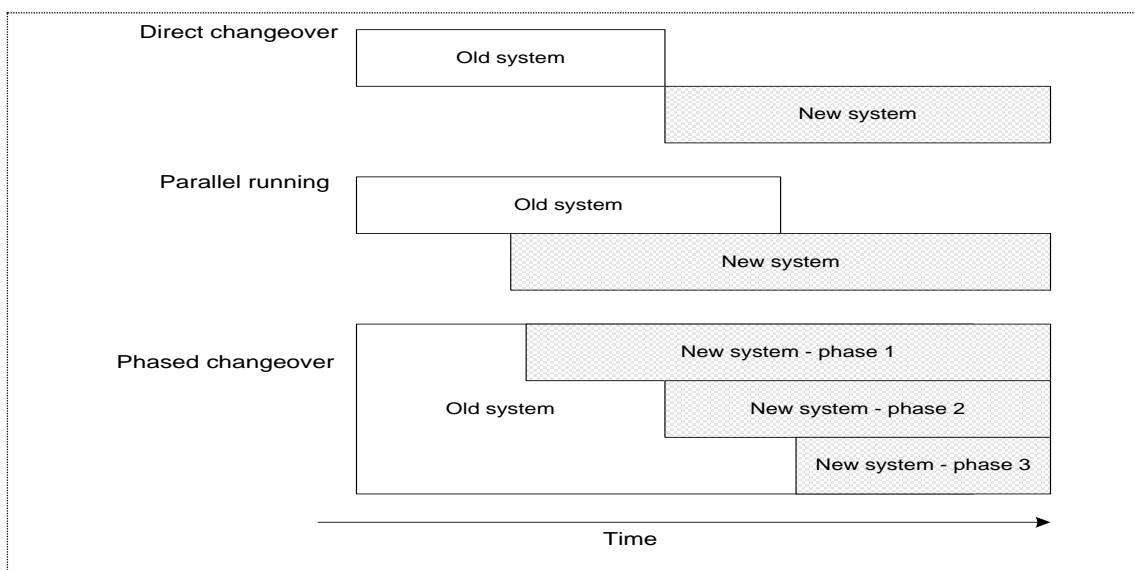 Direct changeover
Old system
New system
Parallel running
Old system
New system
Phased changeover
New system - phase 1
Old system
New system - phase 2
New system - phase 3
Time